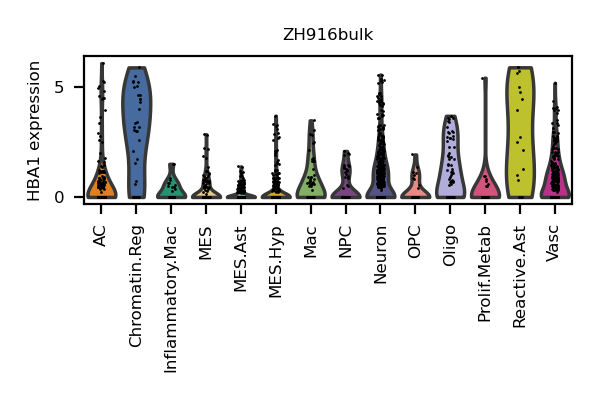 ZH916bulk
HBA1 expression
5
0
AC
Chromatin.Reg
Inflammatory.Mac
MES
MES.Ast
MES.Hyp
Mac
NPC
Neuron
OPC
Oligo
Prolif.Metab
Reactive.Ast
Vasc